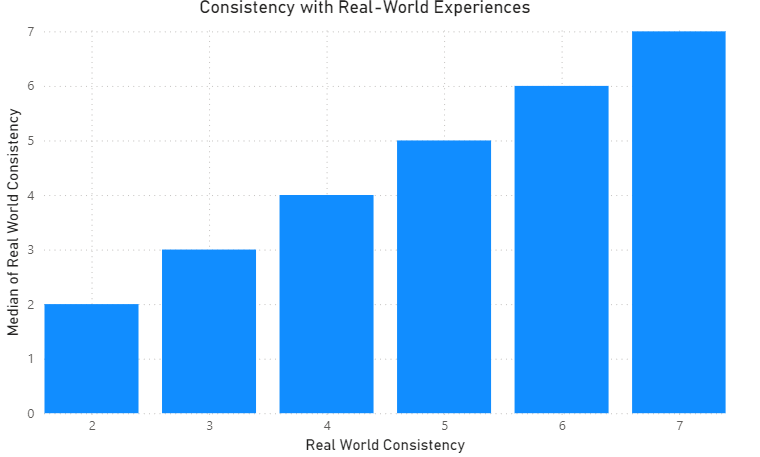 Consistency with Real-World Experiences
7
6
5
4
3
2
1
0
Median of Real World Consistency
2 3 4 5 6 7
Real World Consistency